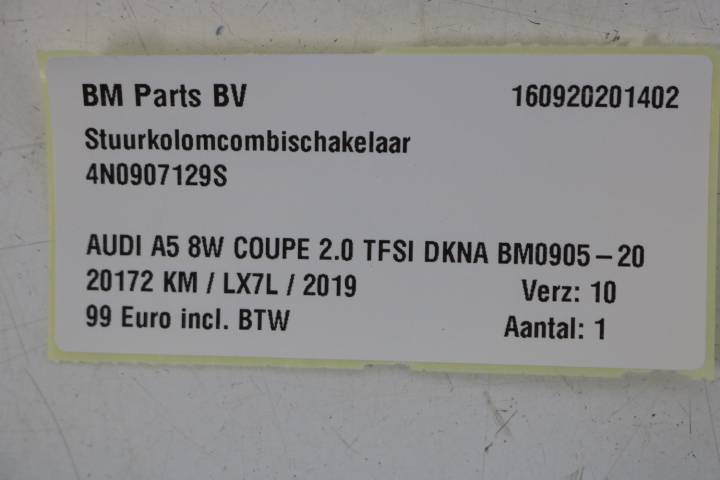 BM Parts BV 160920201402
Stuurkolomcombischakelaar
4N0907129S
AUDI A5 8W COUPE 2.0 TFSI DKNA BM0905-20
20172 KM / LX7L / 2019 Verz: 10
99 Euro incl. BTW Aantal: 1